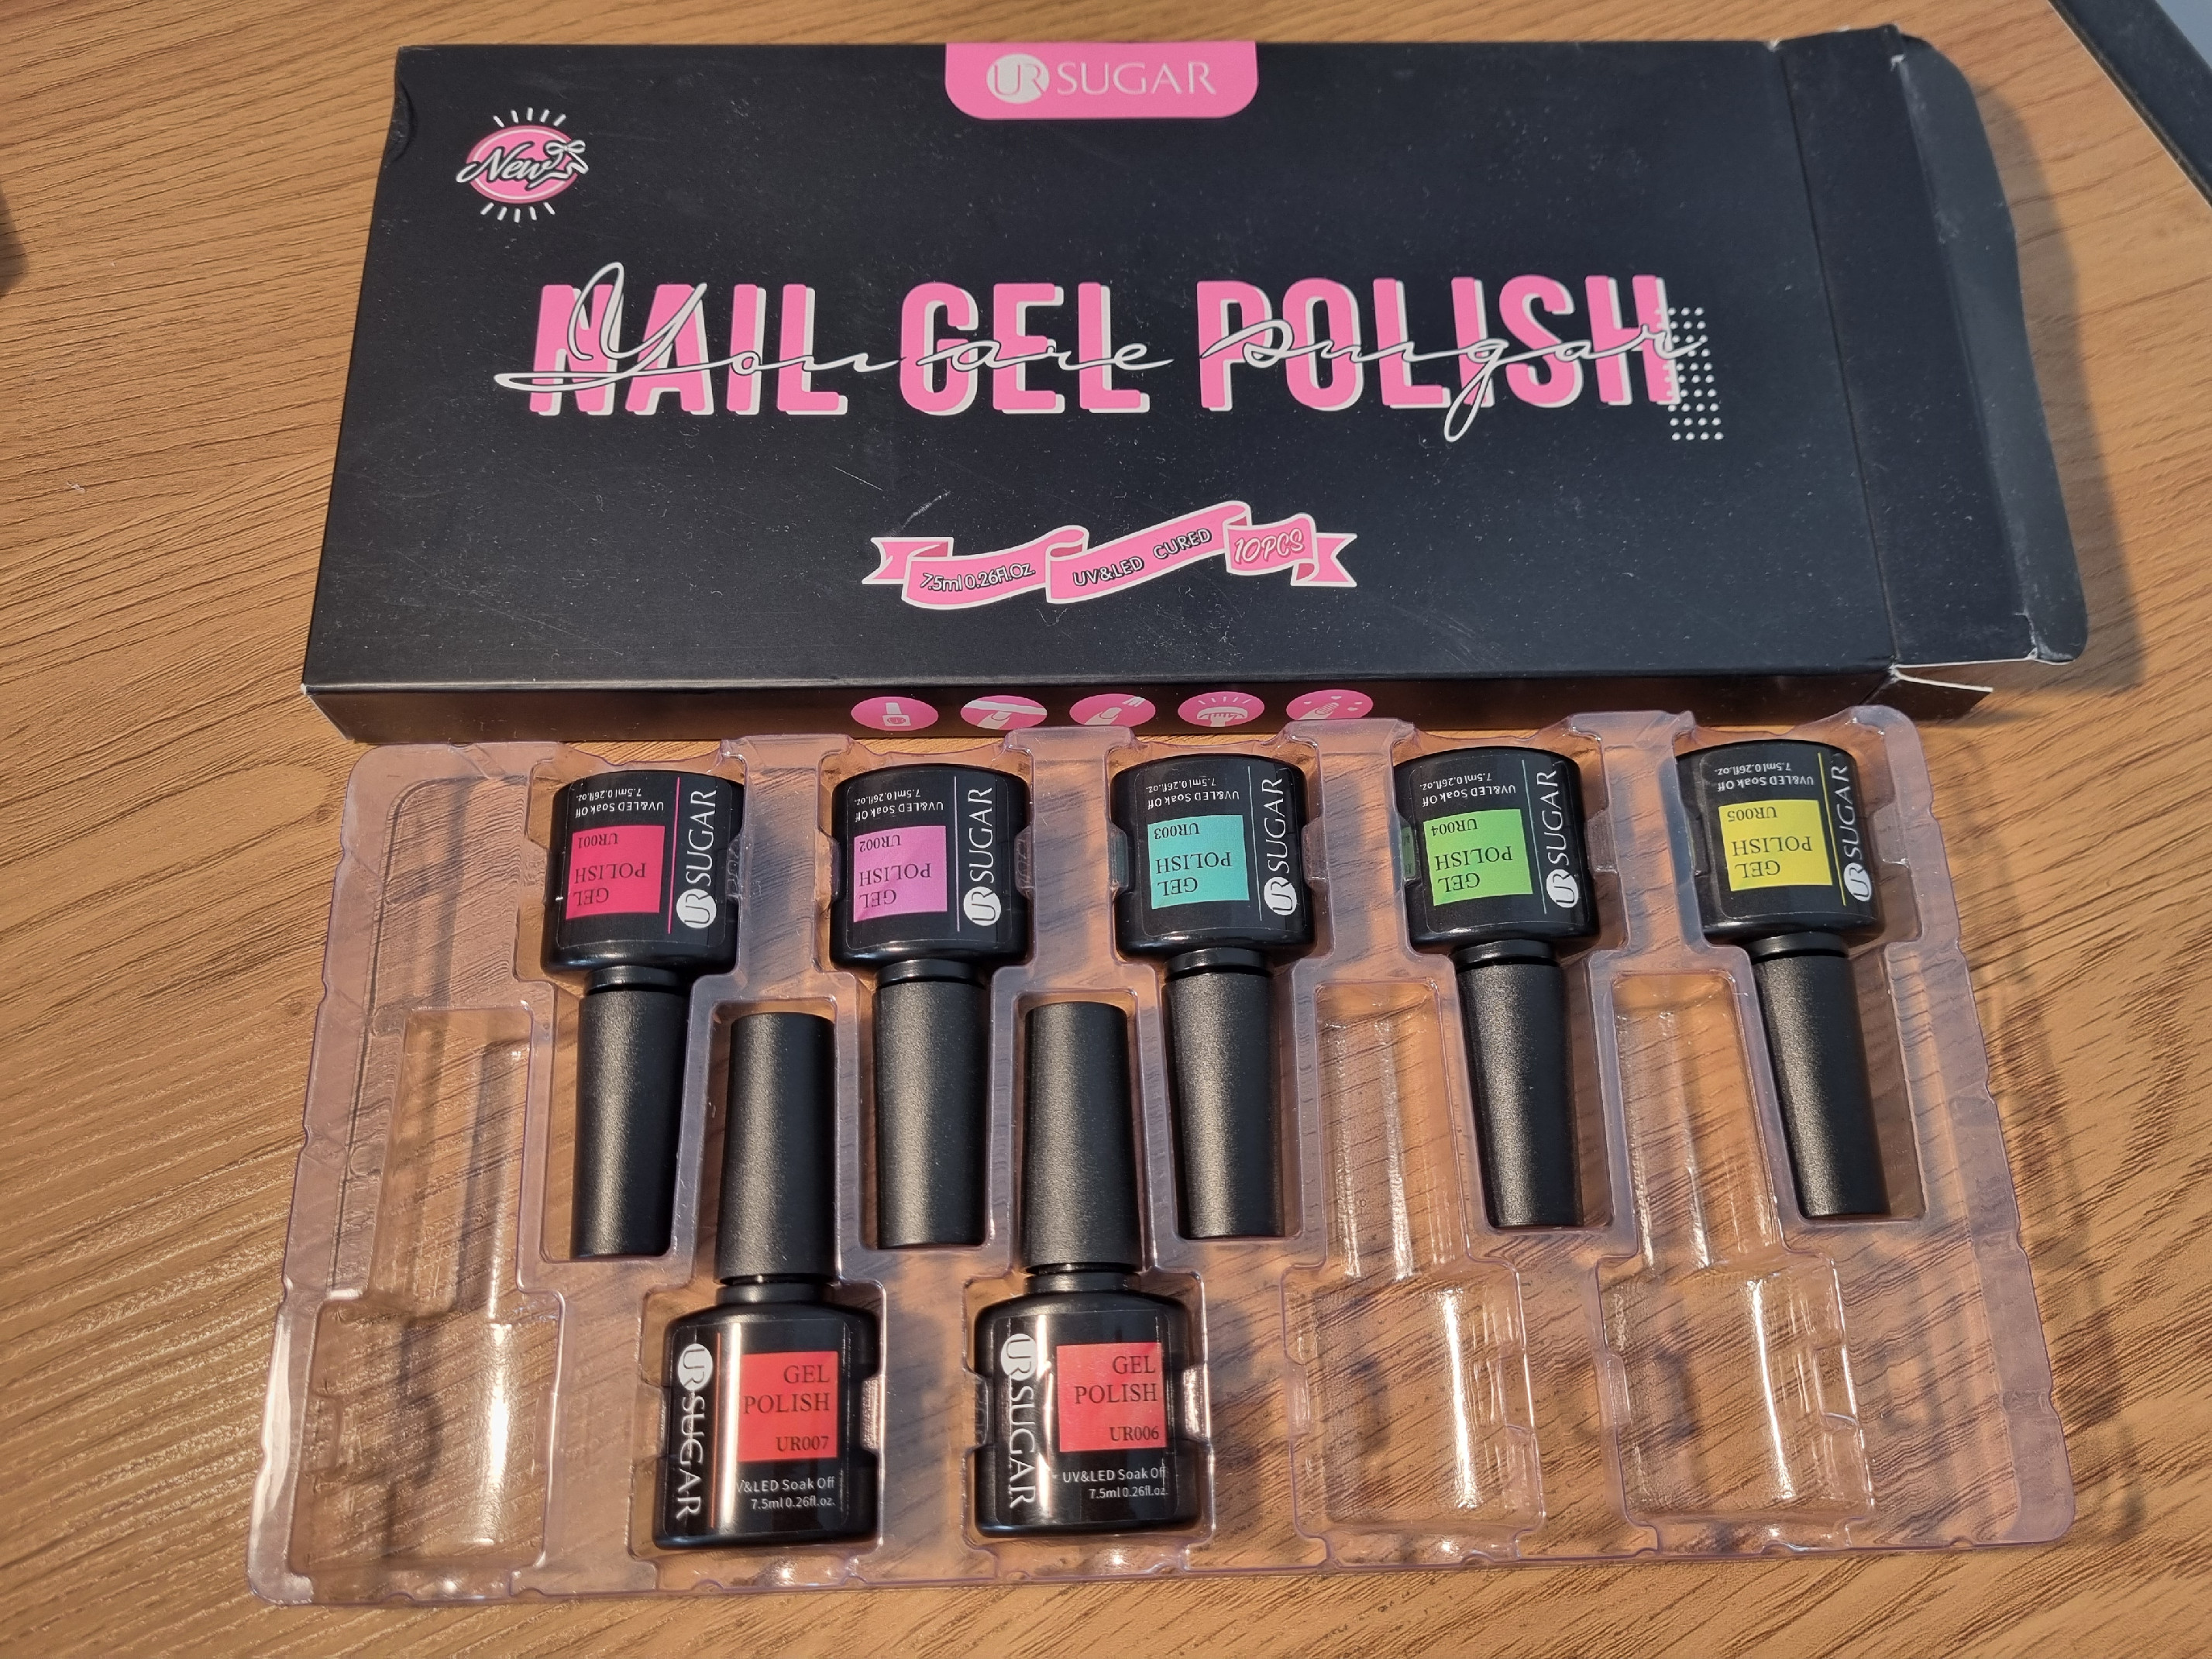 UR SUGAR
New
NAIL GEL POLISH
You are sugar
7.5ml 0.26Fl.Oz. UV&LED CURED 10PCS
UR SUGAR
GEL
POLISH
UR001
UV&LED Soak Off
7.5ml 0.26fl.oz.
UR SUGAR
GEL
POLISH
UR002
UV&LED Soak Off
7.5ml 0.26fl.oz.
UR SUGAR
GEL
POLISH
UR003
UV&LED Soak Off
7.5ml 0.26fl.oz.
UR SUGAR
GEL
POLISH
UR004
UV&LED Soak Off
7.5ml 0.26fl.oz.
UR SUGAR
GEL
POLISH
UR005
UV&LED Soak Off
7.5ml 0.26fl.oz.
UR SUGAR
GEL
POLISH
UR007
V&LED Soak Off
7.5ml 0.26fl.oz.
UR SUGAR
GEL
POLISH
UR006
UV&LED Soak Off
7.5ml 0.26fl.oz.